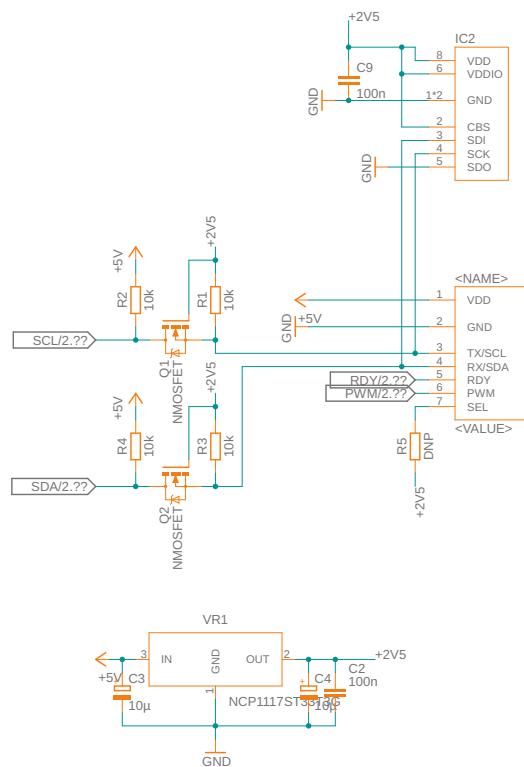 +2V5
IC2
C9
100n
GND
8 VDD
6 VDDIO
1*2 GND
2 CBS
3 SDI
4 SCK
5 SDO
GND
+5V
+2V5
R2 10k
R1 10k
SCL/2.??
Q1
NMOSFET
<NAME>
1 VDD
+5V
GND
2 GND
3 TX/SCL
4 RX/SDA
RDY/2.?? 5 RDY
PWM/2.?? 6 PWM
7 SEL
<VALUE>
+5V
+2V5
R4 10k
R3 10k
R5 DNP
SDA/2.??
Q2
NMOSFET
+2V5
VR1
3 IN
GND
OUT 2
+2V5
1
+5V
+
C3
10µ
+
C4
10µ
C2
100n
NCP1117ST33T3G
GND